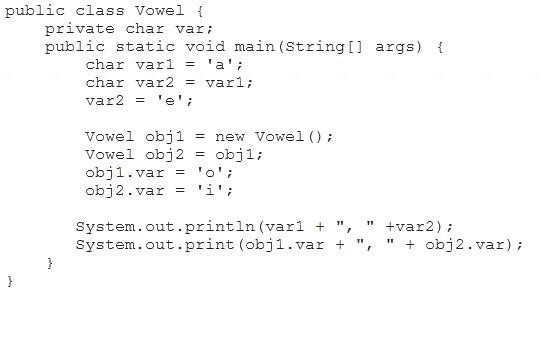 public class Vowel {
    private char var;
    public static void main(String[] args) {
        char var1 = 'a';
        char var2 = var1;
        var2 = 'e';

        Vowel obj1 = new Vowel();
        Vowel obj2 = obj1;
        obj1.var = 'o';
        obj2.var = 'i';

       System.out.println(var1 + ", " +var2);
       System.out.print(obj1.var + ", " + obj2.var);
    }
}